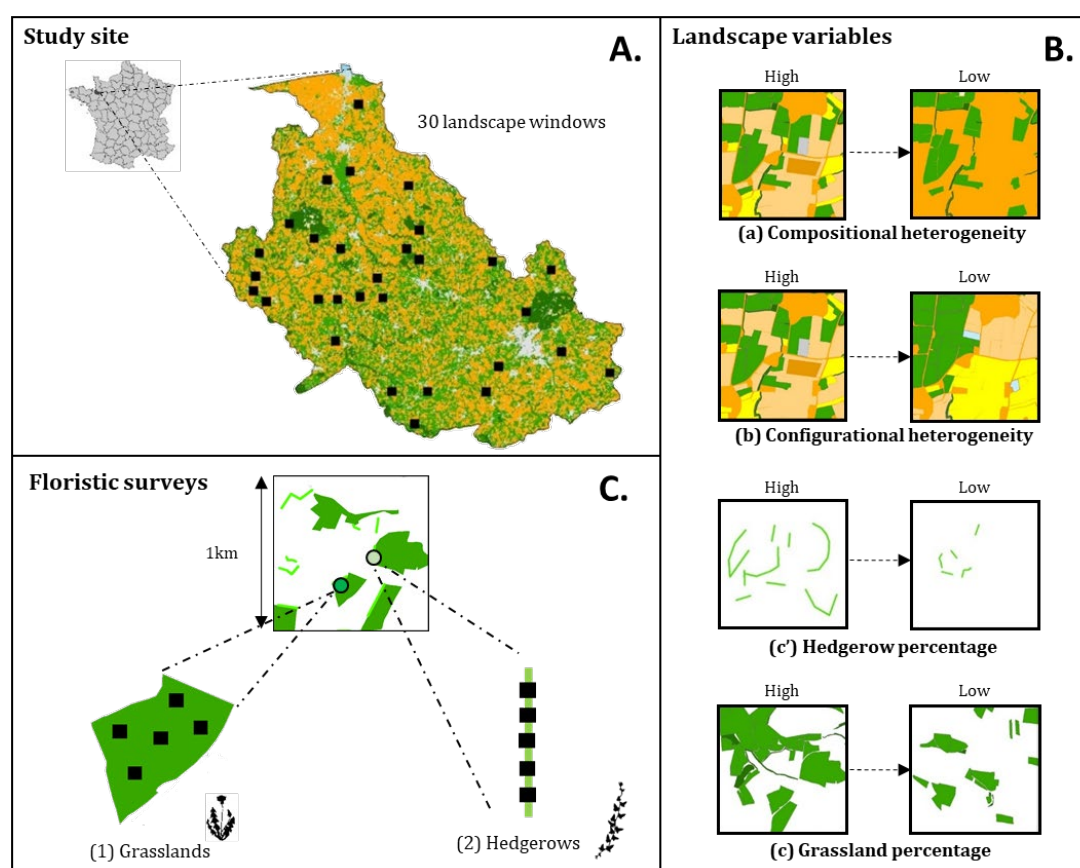 Study site
A.
30 landscape windows
Landscape variables
B.
High
Low
(a) Compositional heterogeneity
High
Low
(b) Configurational heterogeneity
High
Low
(c') Hedgerow percentage
High
Low
(c) Grassland percentage
Floristic surveys
C.
1km
(1) Grasslands
(2) Hedgerows